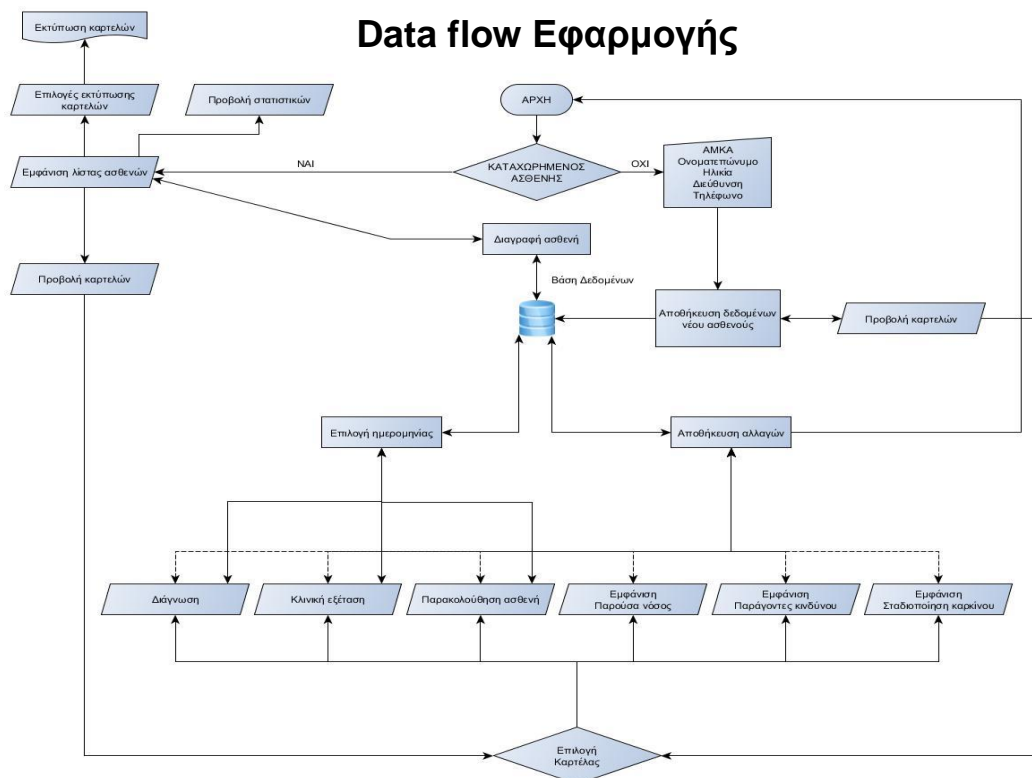 Data flow Εφαρμογής
Εκτύπωση καρτελών
Επιλογές εκτύπωσης
καρτελών
Προβολή στατιστικών
ΑΡΧΗ
Εμφάνιση λίστας ασθενών
ΝΑΙ
ΚΑΤΑΧΩΡΗΜΕΝΟΣ
ΑΣΘΕΝΗΣ
ΟΧΙ
ΑΜΚΑ
Ονοματεπώνυμο
Ηλικία
Διεύθυνση
Τηλέφωνο
Διαγραφή ασθενή
Προβολή καρτελών
Βάση Δεδομένων
Αποθήκευση δεδομένων
νέου ασθενούς
Προβολή καρτελών
Επιλογή ημερομηνίας
Αποθήκευση αλλαγών
Διάγνωση
Κλινική εξέταση
Παρακολούθηση ασθενή
Εμφάνιση
Παρούσα νόσος
Εμφάνιση
Παράγοντες κινδύνου
Εμφάνιση
Σταδιοποίηση καρκίνου
Επιλογή
Καρτέλας